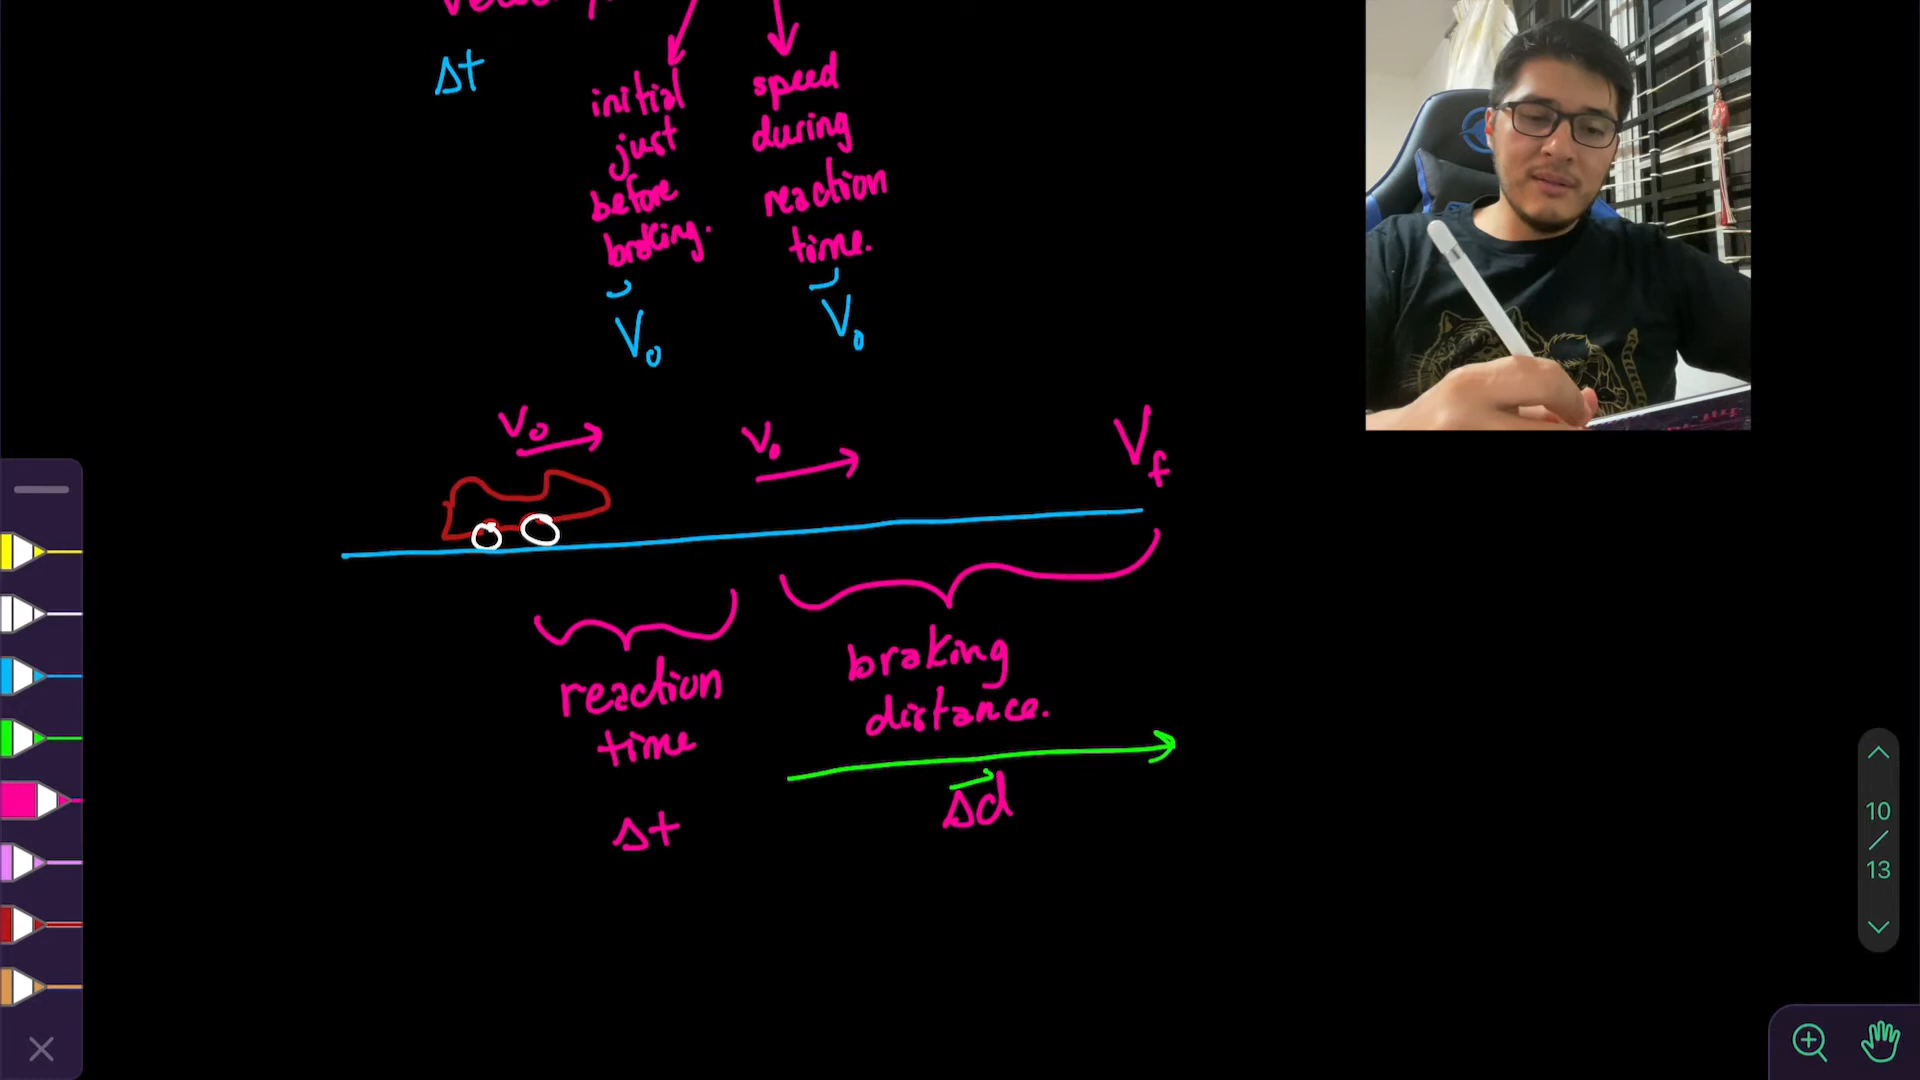 Δt
initial
just
before
braking.
V₀
speed
during
reaction
time.
V₀
V₀
V₀
V_f
reaction
time
Δt
braking
distance.
Δd
10
/
13